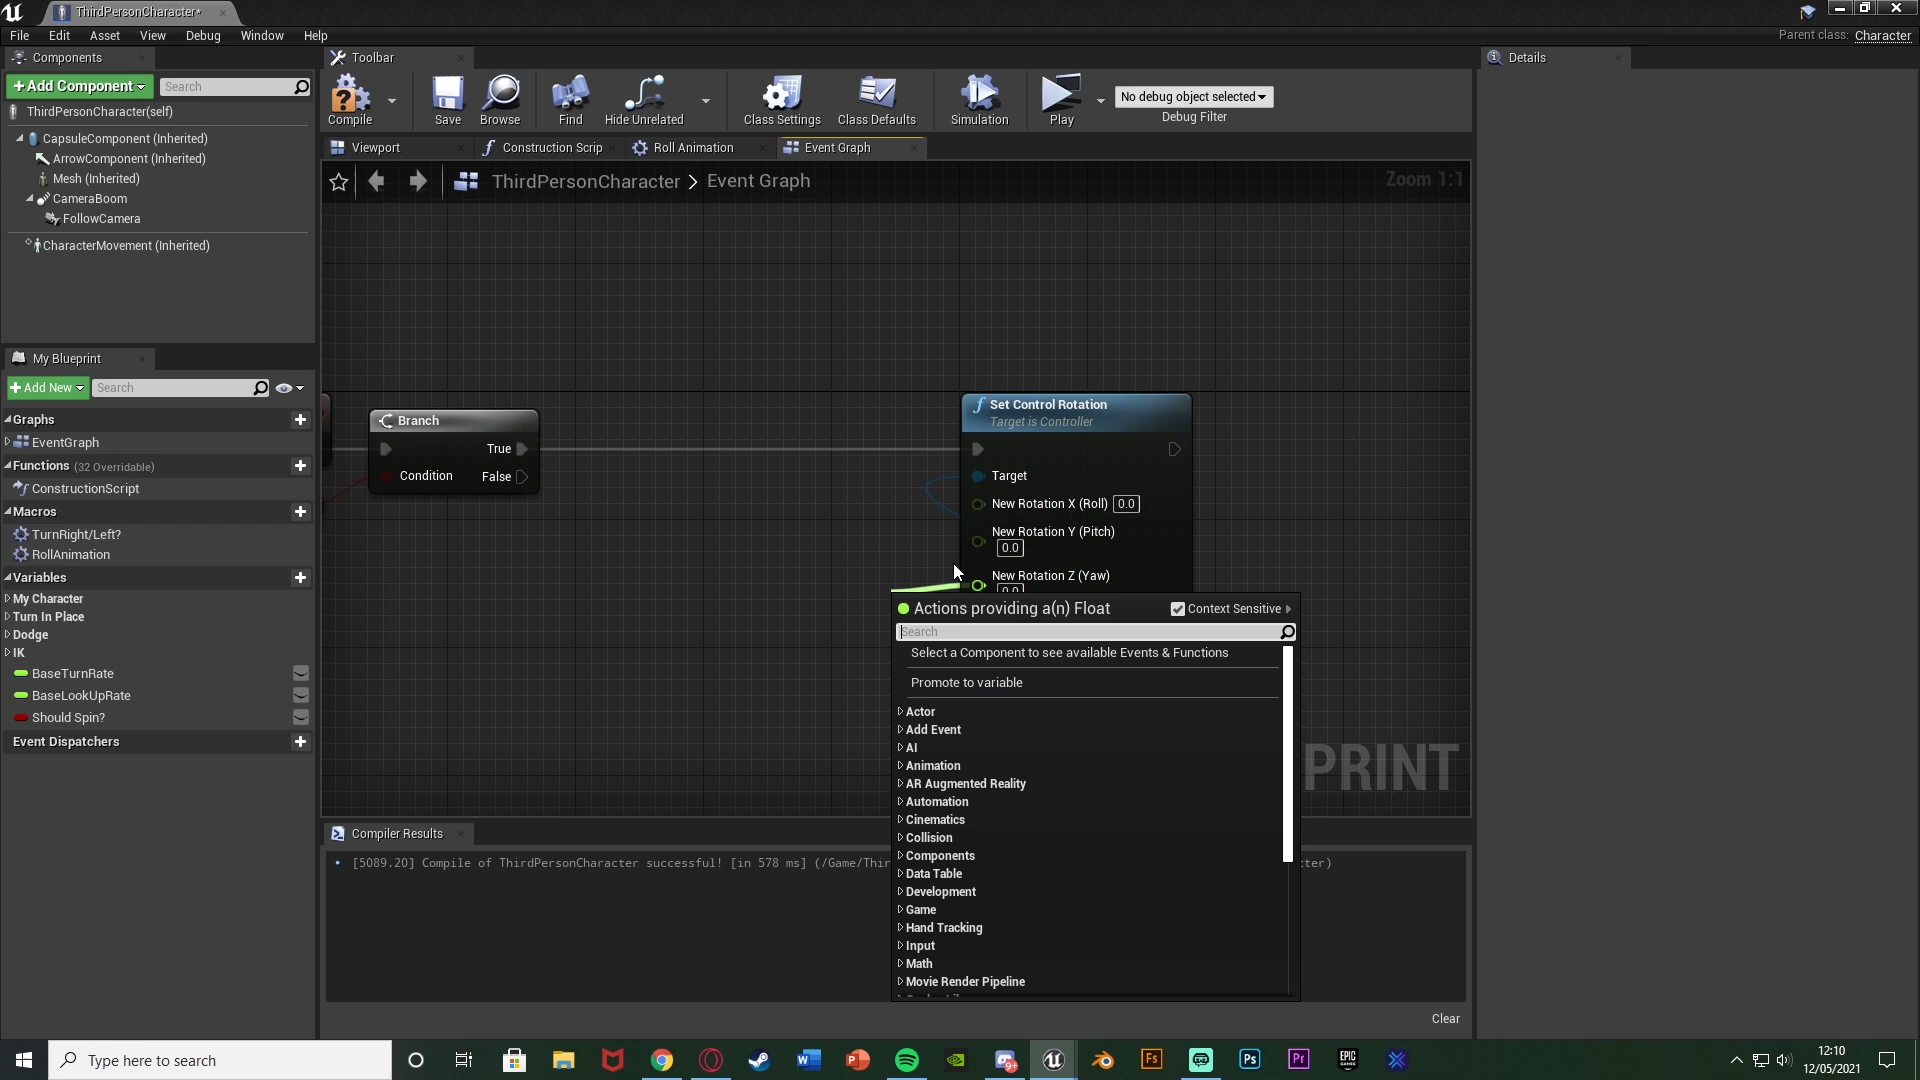 ThirdPersonCharacter*
File Edit Asset View Debug Window Help
Parent class: Character
Components
Toolbar
Details
+Add Component
Search
ThirdPersonCharacter(self)
CapsuleComponent (Inherited)
ArrowComponent (Inherited)
Mesh (Inherited)
CameraBoom
FollowCamera
CharacterMovement (Inherited)
Compile
Save
Browse
Find
Hide Unrelated
Class Settings
Class Defaults
Simulation
Play
No debug object selected
Debug Filter
Viewport
Construction Scrip
Roll Animation
Event Graph
ThirdPersonCharacter > Event Graph
Zoom 1:1
My Blueprint
+Add New
Search
Graphs
EventGraph
Functions (32 Overridable)
ConstructionScript
Macros
TurnRight/Left?
RollAnimation
Variables
My Character
Turn In Place
Dodge
IK
BaseTurnRate
BaseLookUpRate
Should Spin?
Event Dispatchers
Branch
True
Condition
False
Set Control Rotation
Target is Controller
Target
New Rotation X (Roll) 0.0
New Rotation Y (Pitch)
0.0
New Rotation Z (Yaw)
0.0
Actions providing a(n) Float
Context Sensitive
Search
Select a Component to see available Events & Functions
Promote to variable
Actor
Add Event
AI
Animation
AR Augmented Reality
Automation
Cinematics
Collision
Components
Data Table
Development
Game
Hand Tracking
Input
Math
Movie Render Pipeline
PRINT
Compiler Results
[5089.20] Compile of ThirdPersonCharacter successful! [in 578 ms] (/Game/Thir
cter)
Clear
Type here to search
W
P
9+
Fs
Ps
Pr
EPIC
GAMES
12:10
12/05/2021